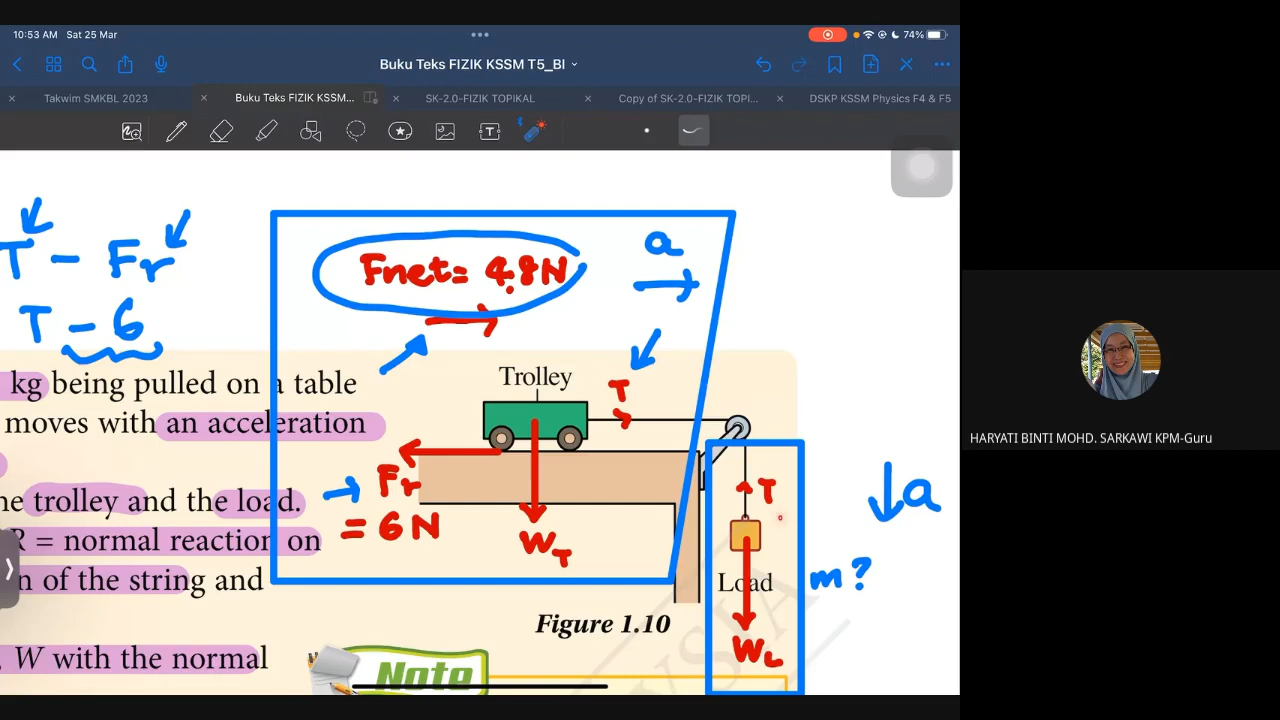 10:53 AM Sat 25 Mar
74%
Buku Teks FIZIK KSSM T5_BI
Takwim SMKBL 2023
Buku Teks FIZIK KSSM...
SK-2.0-FIZIK TOPIKAL
Copy of SK-2.0-FIZIK TOPI...
DSKP KSSM Physics F4 & F5
T - Fr
T - 6
Fnet = 4.8N
a
kg being pulled on a table
moves with an acceleration
Trolley
T
he trolley and the load.
R = normal reaction on
n of the string and
Fr
= 6N
WT
T
a
Load
m?
WL
Figure 1.10
, W with the normal
Note
HARYATI BINTI MOHD. SARKAWI KPM-Guru